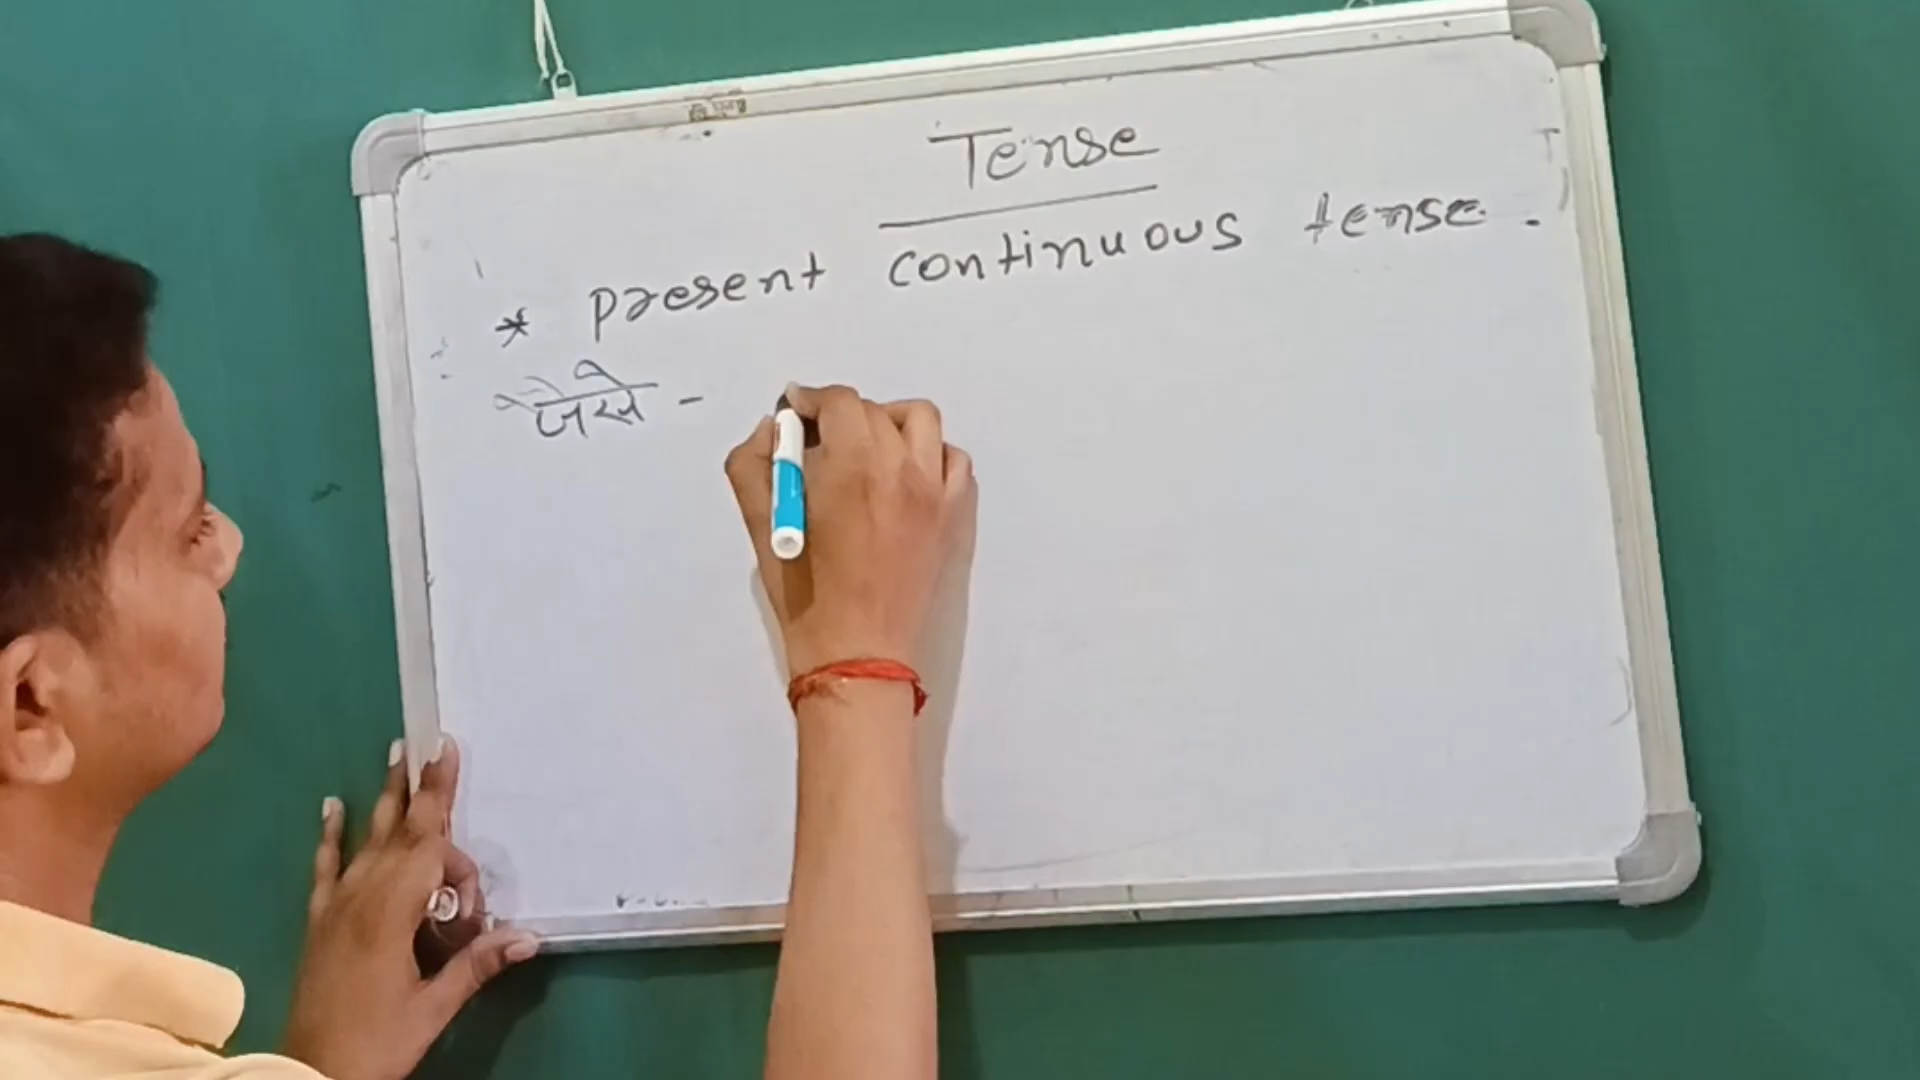 Tense
* present continuous tense.
जैसे -